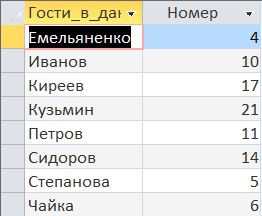 Гости_в_дан Номер
Емельяненко 4
Иванов 10
Киреев 17
Кузьмин 21
Петров 11
Сидоров 14
Степанова 5
Чайка 6